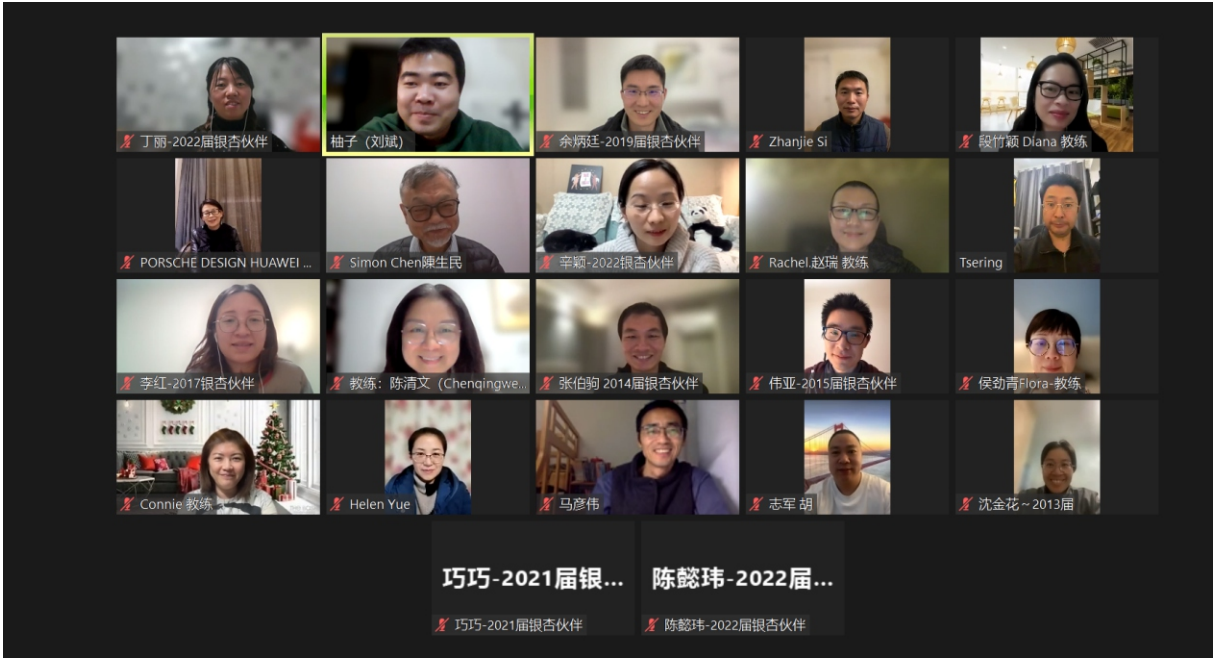 丁丽-2022届银杏伙伴
柚子（刘斌）
余炳廷-2019届银杏伙伴
Zhanjie Si
段竹颖 Diana 教练
PORSCHE DESIGN HUAWEI ...
Simon Chen陳生民
辛颖-2022银杏伙伴
Rachel.赵瑞 教练
Tsering
李红-2017银杏伙伴
教练：陈清文（Chenqingwe...
张伯驹 2014届银杏伙伴
伟亚-2015届银杏伙伴
侯劲青Flora-教练
Connie 教练
Helen Yue
马彦伟
志军 胡
沈金花～2013届
巧巧-2021届银...
陈懿玮-2022届...
巧巧-2021届银杏伙伴
陈懿玮-2022届银杏伙伴